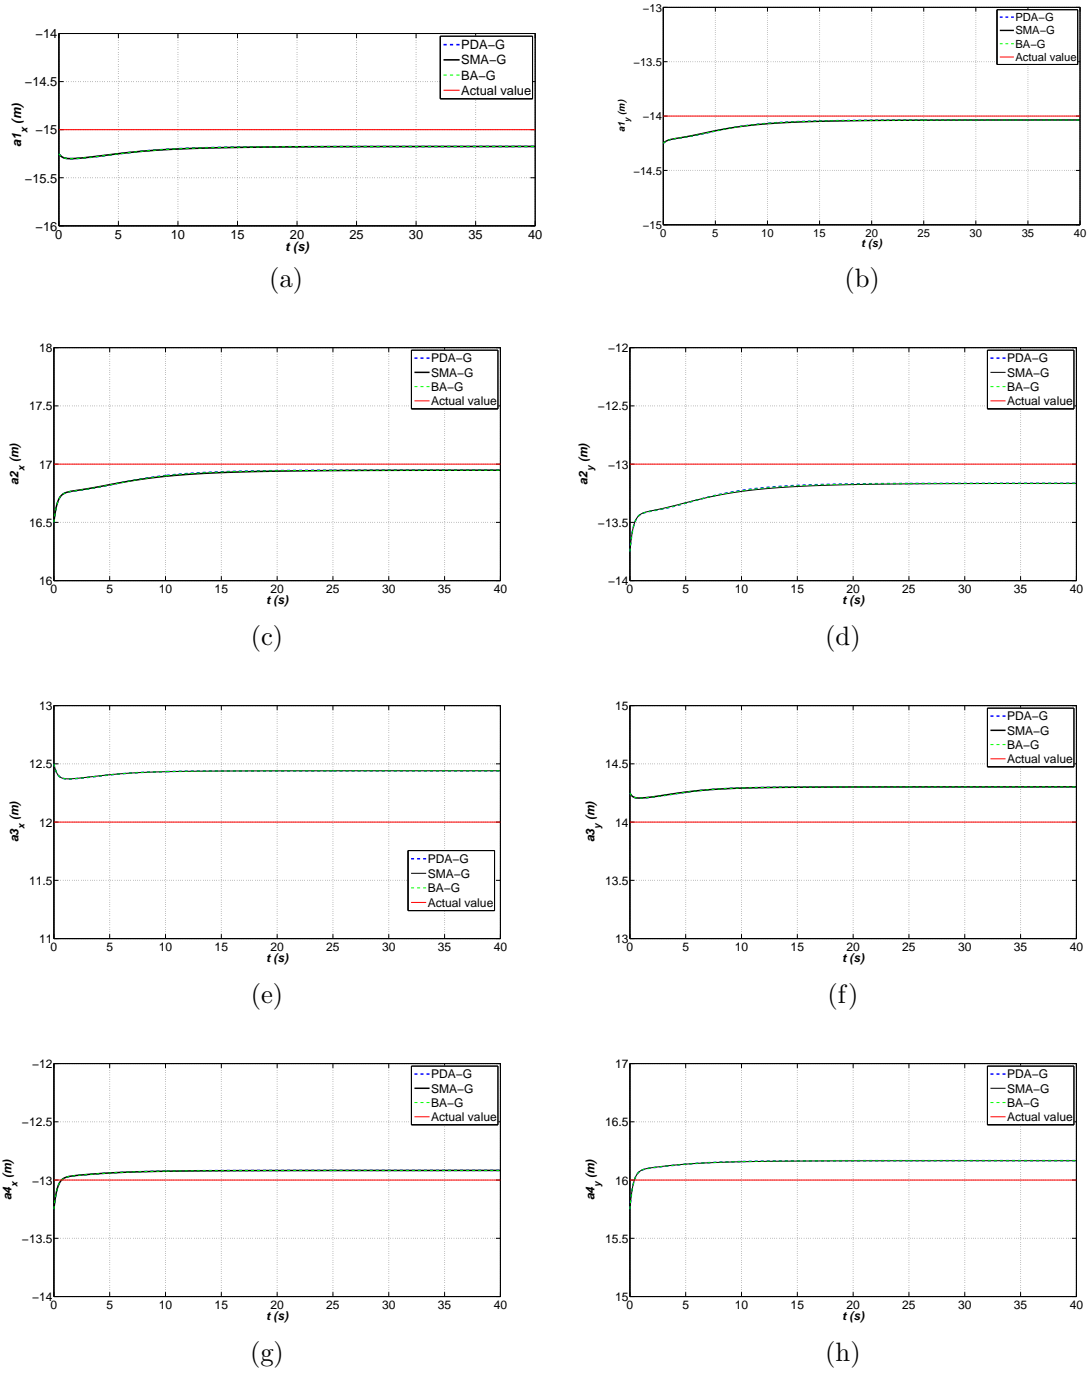 −14
−14.5
−15
−15.5
−16
a1x (m)
0 5 10 15 20 25 30 35 40
t (s)
PDA−G
SMA−G
BA−G
Actual value
(a)
−13
−13.5
−14
−14.5
−15
a1y (m)
0 5 10 15 20 25 30 35 40
t (s)
PDA−G
SMA−G
BA−G
Actual value
(b)
18
17.5
17
16.5
16
a2x (m)
0 5 10 15 20 25 30 35 40
t (s)
PDA−G
SMA−G
BA−G
Actual value
(c)
−12
−12.5
−13
−13.5
−14
a2y (m)
0 5 10 15 20 25 30 35 40
t (s)
PDA−G
SMA−G
BA−G
Actual value
(d)
13
12.5
12
11.5
11
a3x (m)
0 5 10 15 20 25 30 35 40
t (s)
PDA−G
SMA−G
BA−G
Actual value
(e)
15
14.5
14
13.5
13
a3y (m)
0 5 10 15 20 25 30 35 40
t (s)
PDA−G
SMA−G
BA−G
Actual value
(f)
−12
−12.5
−13
−13.5
−14
a4x (m)
0 5 10 15 20 25 30 35 40
t (s)
PDA−G
SMA−G
BA−G
Actual value
(g)
17
16.5
16
15.5
15
a4y (m)
0 5 10 15 20 25 30 35 40
t (s)
PDA−G
SMA−G
BA−G
Actual value
(h)